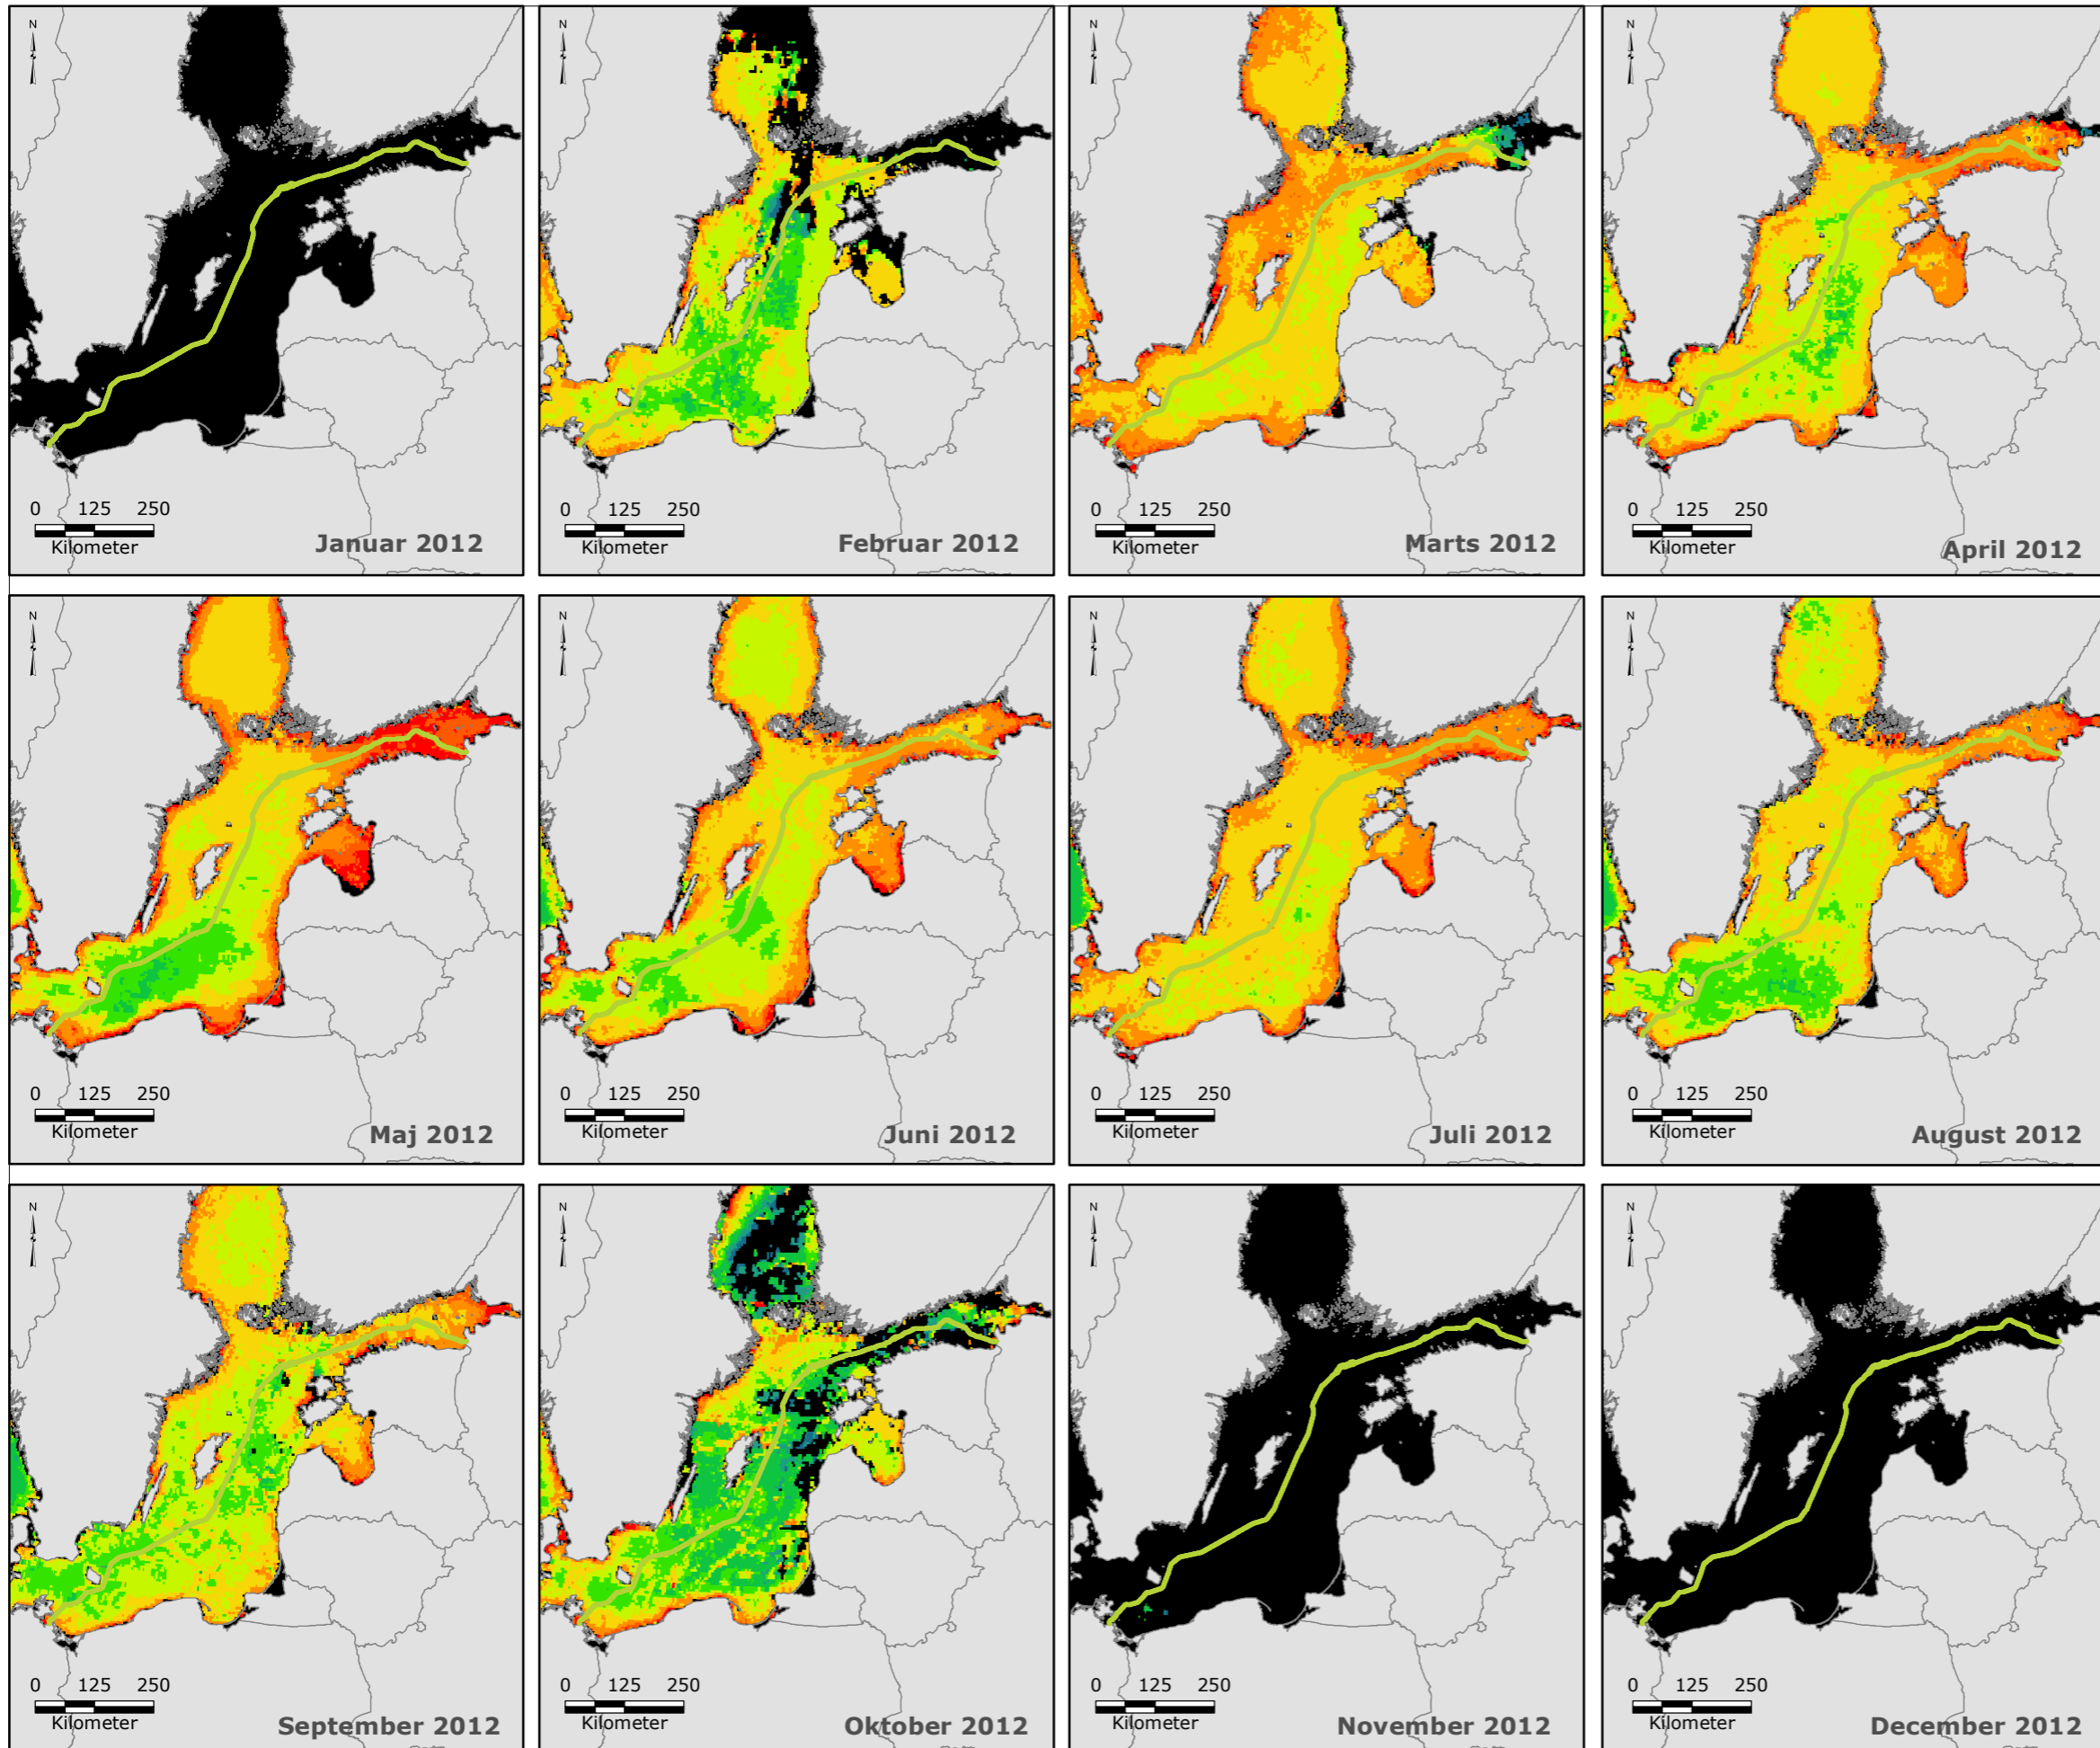 N
0 125 250
Kilometer
Januar 2012
N
0 125 250
Kilometer
Februar 2012
N
0 125 250
Kilometer
Marts 2012
N
0 125 250
Kilometer
April 2012
N
0 125 250
Kilometer
Maj 2012
N
0 125 250
Kilometer
Juni 2012
N
0 125 250
Kilometer
Juli 2012
N
0 125 250
Kilometer
August 2012
N
0 125 250
Kilometer
September 2012
N
0 125 250
Kilometer
Oktober 2012
N
0 125 250
Kilometer
November 2012
N
0 125 250
Kilometer
December 2012